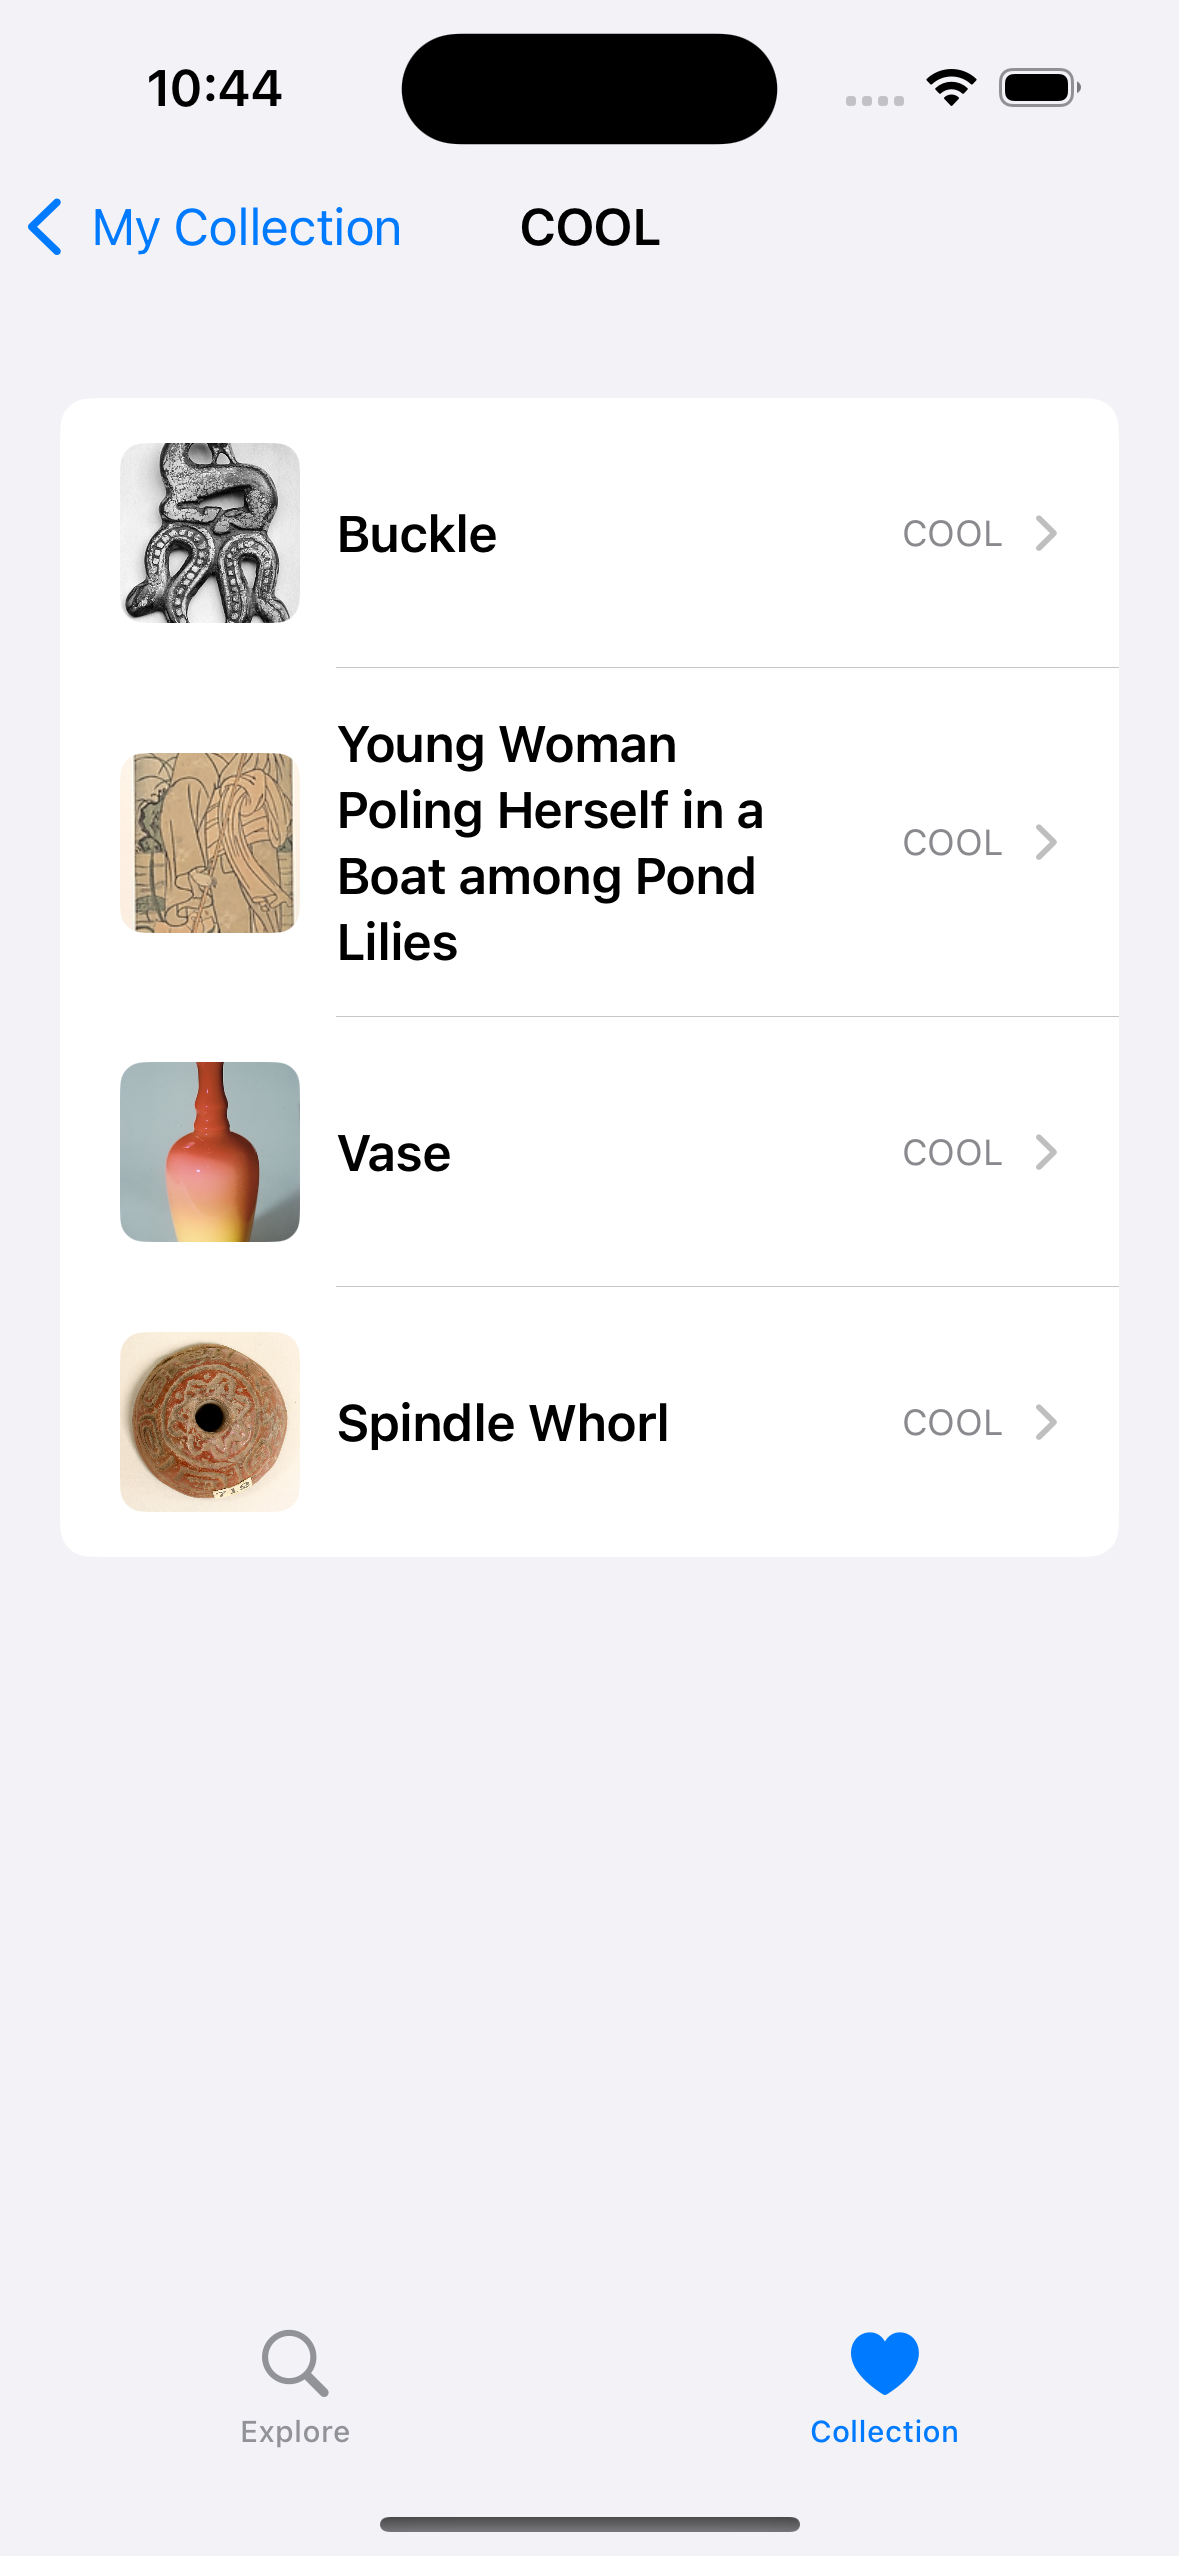 10:44
My Collection
COOL
Buckle
COOL
Young Woman
Poling Herself in a
Boat among Pond
Lilies
COOL
Vase
COOL
Spindle Whorl
COOL
Explore
Collection